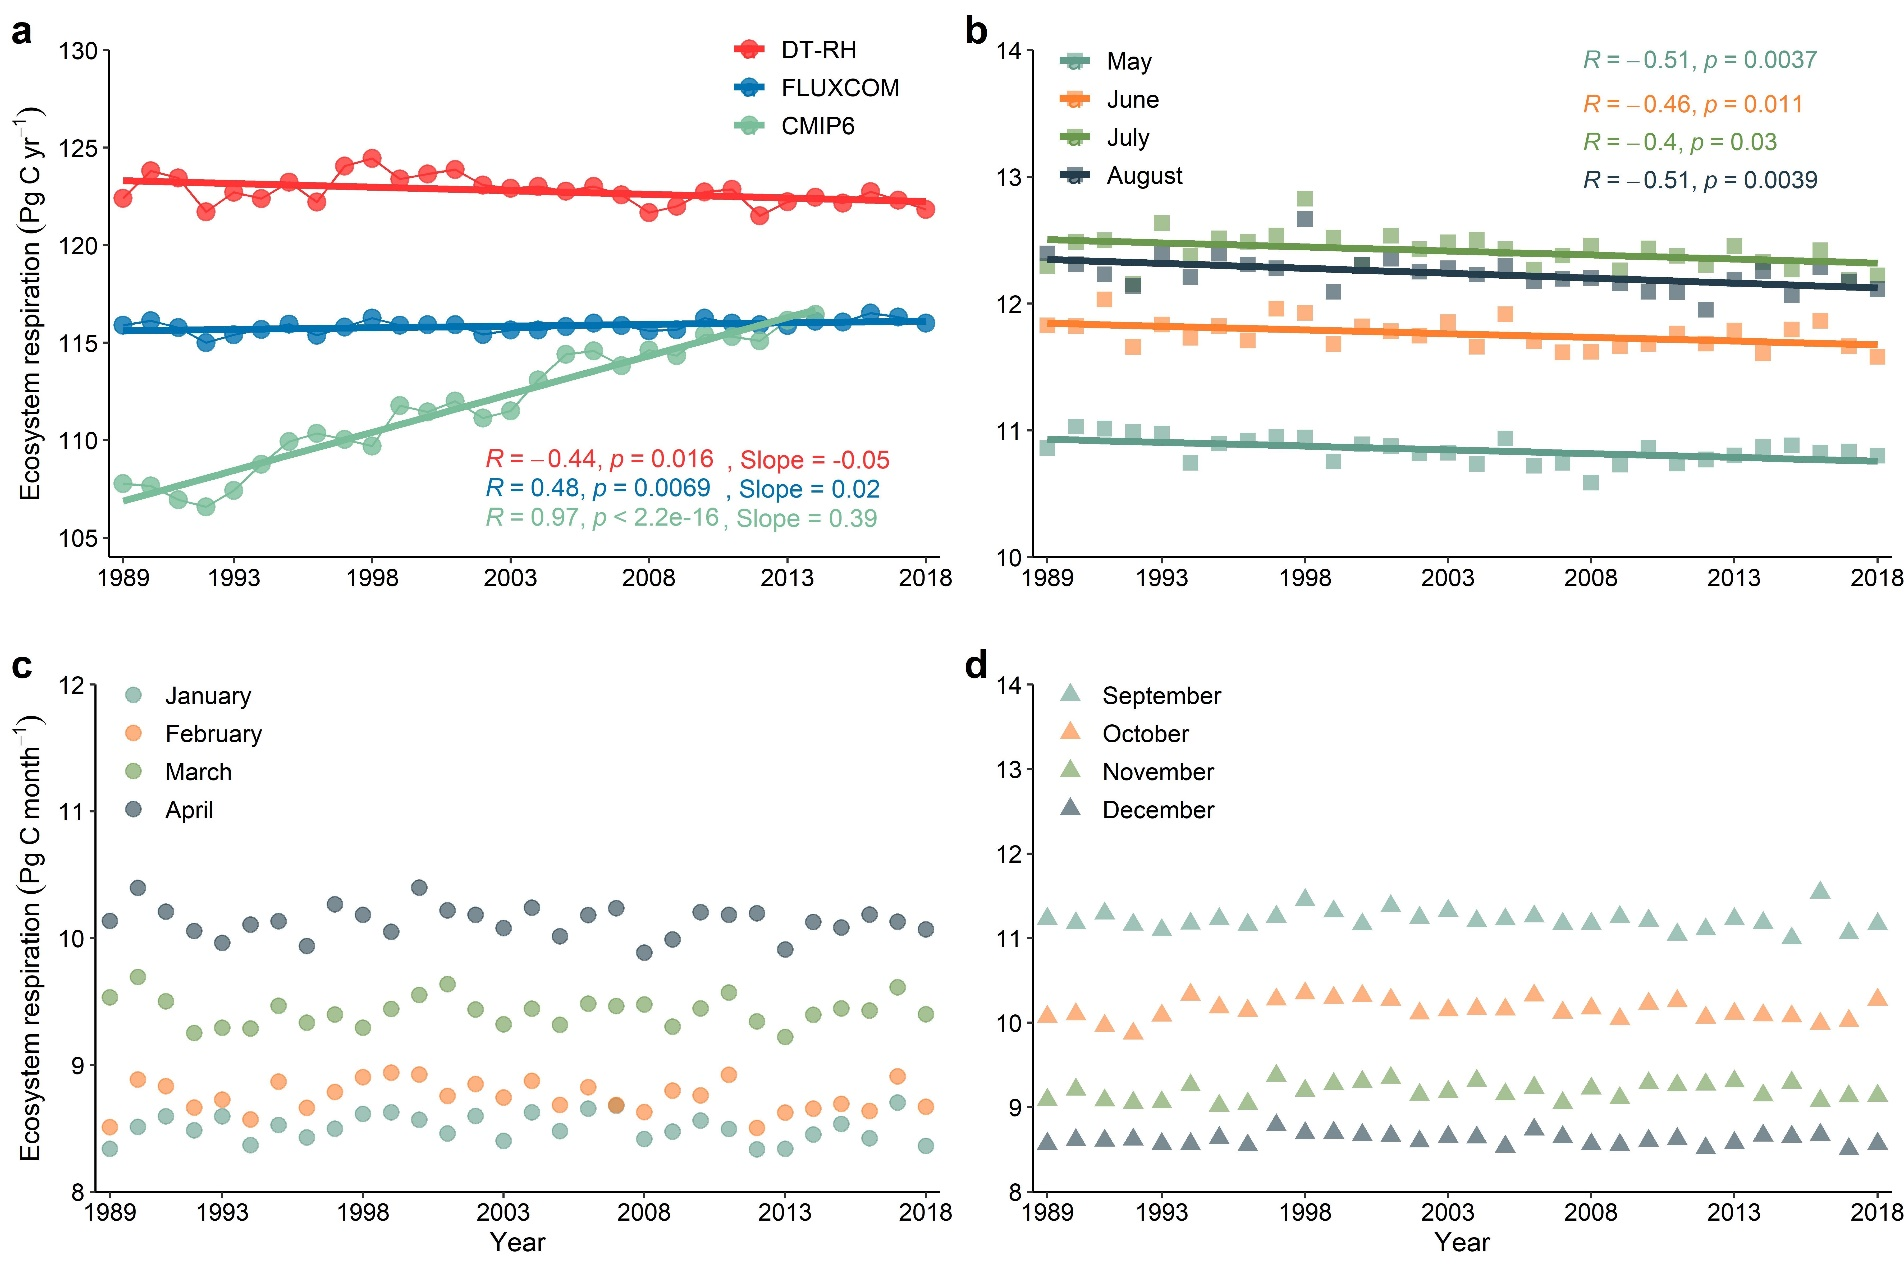 a
130
125
120
115
110
105
Ecosystem respiration (Pg C yr⁻¹)
DT-RH
FLUXCOM
CMIP6
R = −0.44, p = 0.016 , Slope = -0.05
R = 0.48, p = 0.0069 , Slope = 0.02
R = 0.97, p < 2.2e-16 , Slope = 0.39
1989 1993 1998 2003 2008 2013 2018
b
14
13
12
11
10
a May
a June
a July
a August
R = −0.51, p = 0.0037
R = −0.46, p = 0.011
R = −0.4, p = 0.03
R = −0.51, p = 0.0039
1989 1993 1998 2003 2008 2013 2018
c
12
11
10
9
8
Ecosystem respiration (Pg C month⁻¹)
January
February
March
April
1989 1993 1998 2003 2008 2013 2018
Year
d
14
13
12
11
10
9
8
September
October
November
December
1989 1993 1998 2003 2008 2013 2018
Year